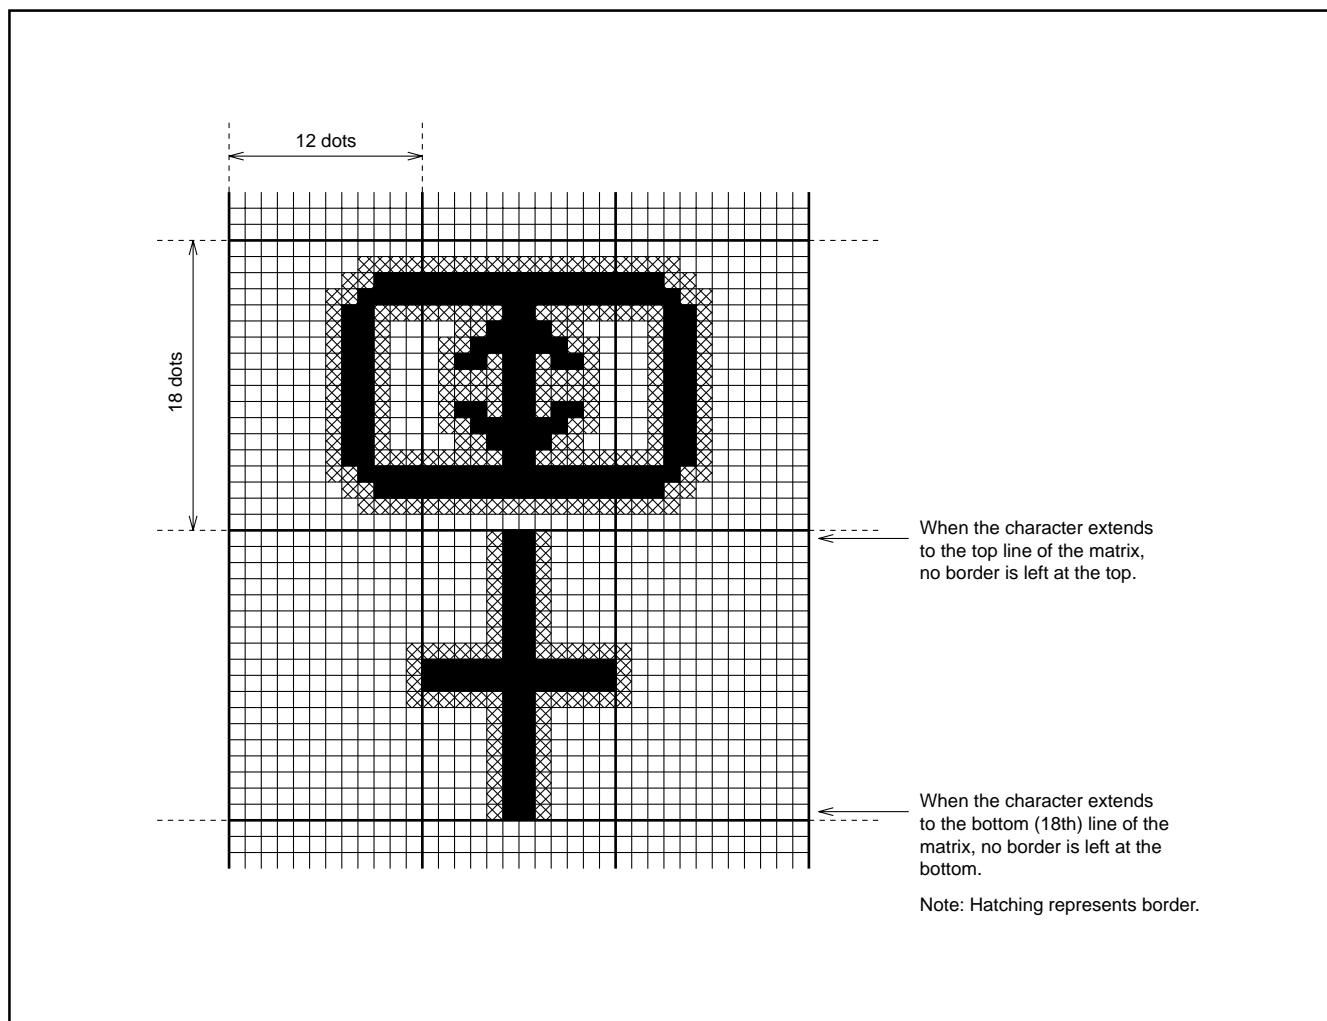 12 dots
18 dots
When the character extends
to the top line of the matrix,
no border is left at the top.
When the character extends
to the bottom (18th) line of the
matrix, no border is left at the
bottom.
Note: Hatching represents border.